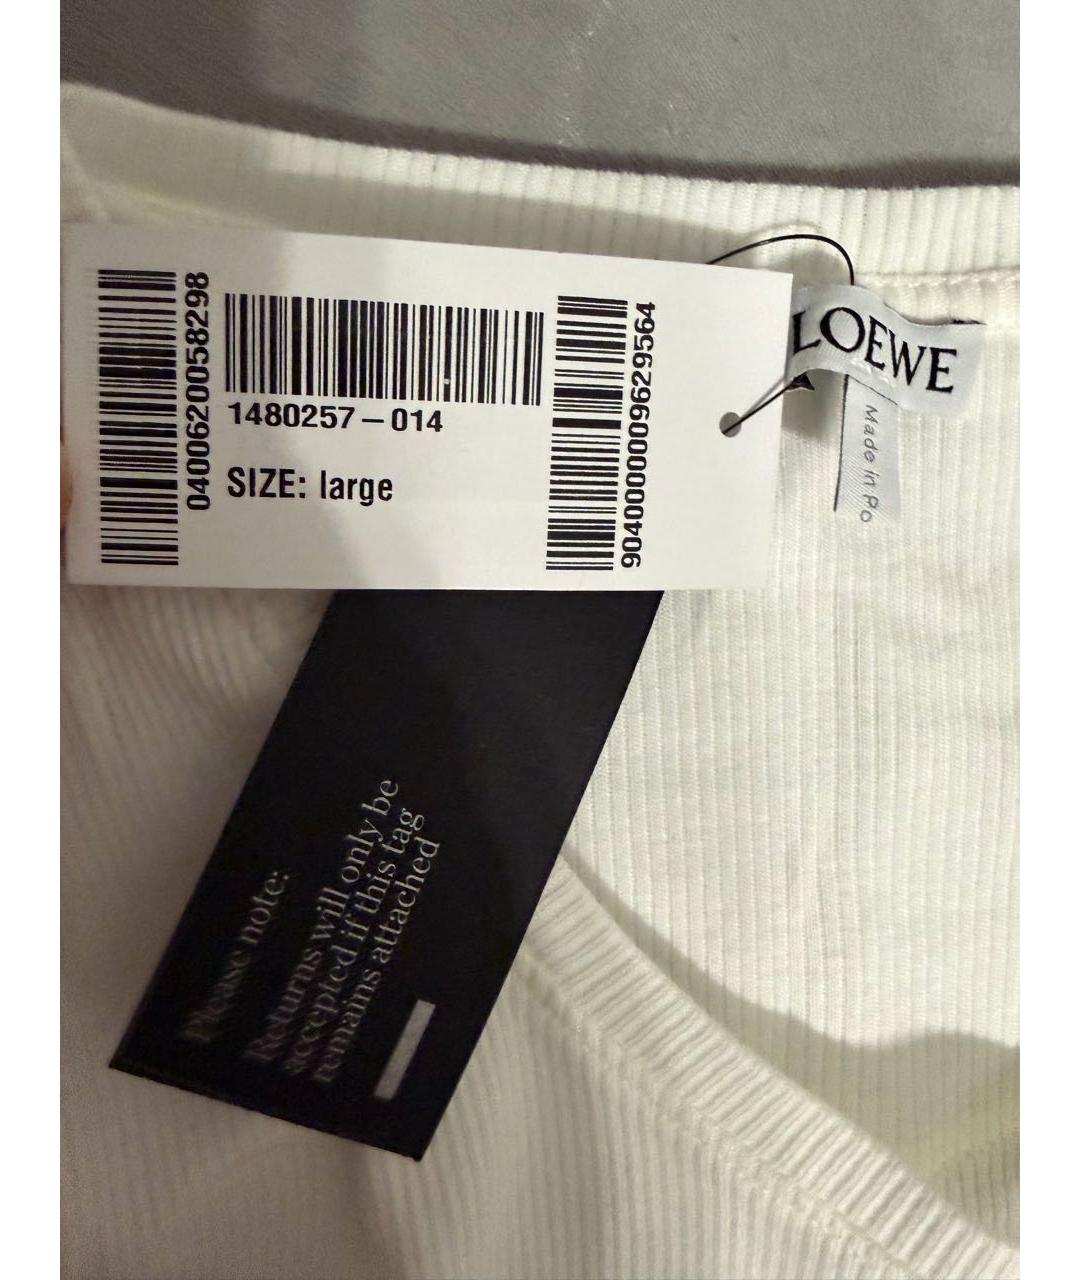 0400620058298
1480257-014
SIZE: large
9040000009629564
LOEWE
Made in Po
Please note:
Returns will only be
accepted if this tag
remains attached